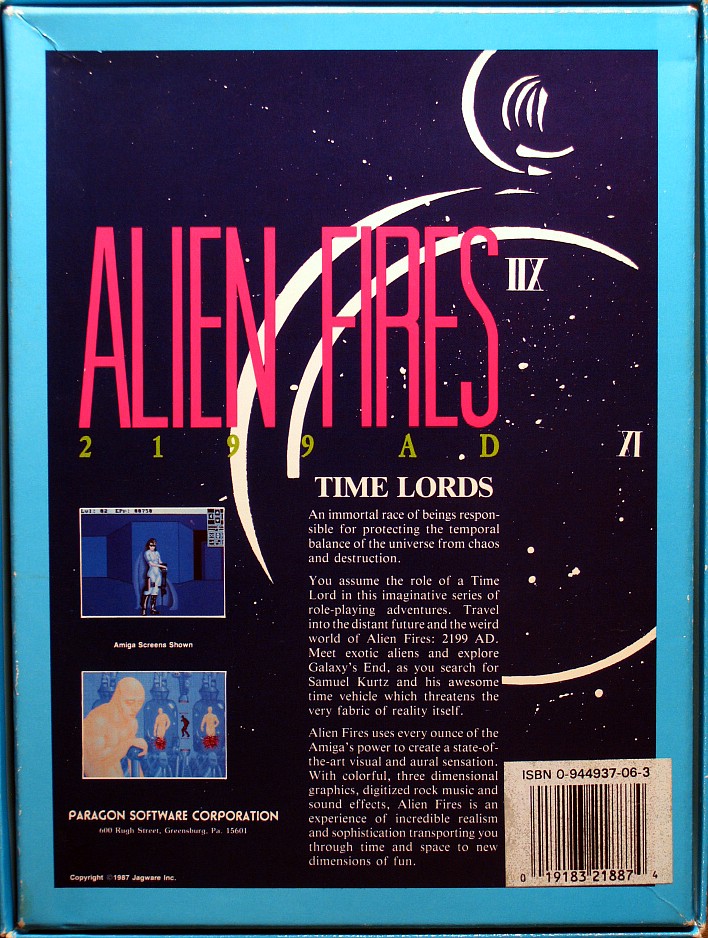 ALIEN FIRES
IIX
2199 AD
XI
TIME LORDS
An immortal race of beings respon-
sible for protecting the temporal
balance of the universe from chaos
and destruction.
You assume the role of a Time
Lord in this imaginative series of
role-playing adventures. Travel
into the distant future and the weird
world of Alien Fires: 2199 AD.
Meet exotic aliens and explore
Galaxy's End, as you search for
Samuel Kurtz and his awesome
time vehicle which threatens the
very fabric of reality itself.
Alien Fires uses every ounce of the
Amiga's power to create a state-of-
the-art visual and aural sensation.
With colorful, three dimensional
graphics, digitized rock music and
sound effects, Alien Fires is an
experience of incredible realism
and sophistication transporting you
through time and space to new
dimensions of fun.
Lvl: 02 EPs: 00750
Amiga Screens Shown
PARAGON SOFTWARE CORPORATION
600 Rugh Street, Greensburg, Pa. 15601
Copyright ©1987 Jagware Inc.
ISBN 0-944937-06-3
0 19183 21887 4